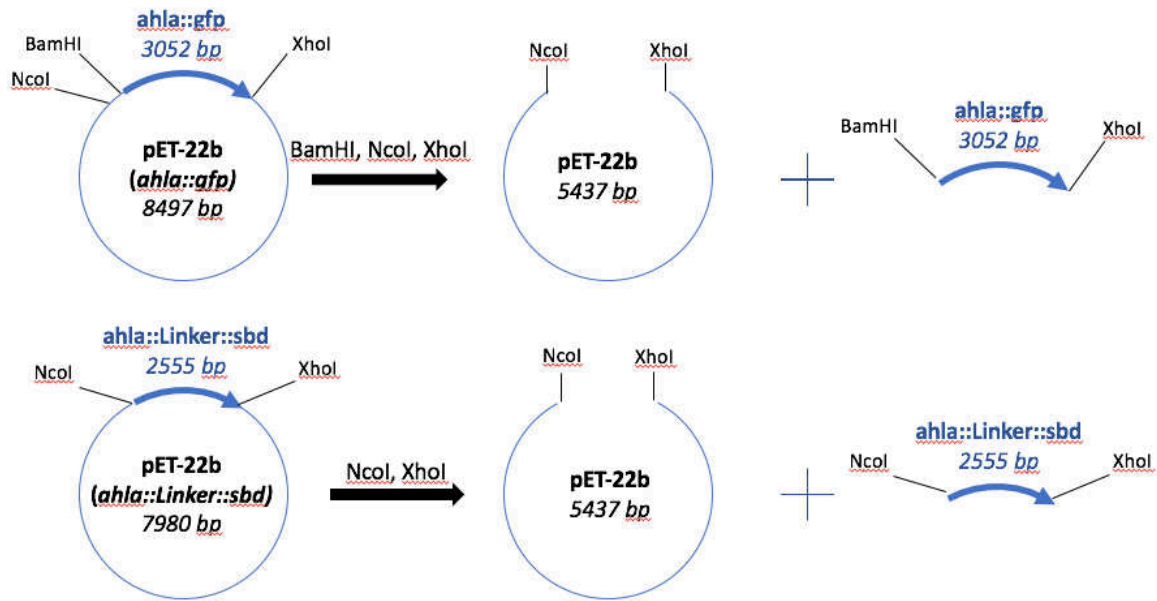 ahla::gfp
3052 bp
BamHI
XhoI
NcoI
pET-22b
(ahla::gfp)
8497 bp
BamHI, NcoI, XhoI
NcoI
XhoI
pET-22b
5437 bp
ahla::gfp
3052 bp
BamHI
XhoI
ahla::Linker::sbd
2555 bp
NcoI
XhoI
pET-22b
(ahla::Linker::sbd)
7980 bp
NcoI, XhoI
NcoI
XhoI
pET-22b
5437 bp
ahla::Linker::sbd
2555 bp
NcoI
XhoI